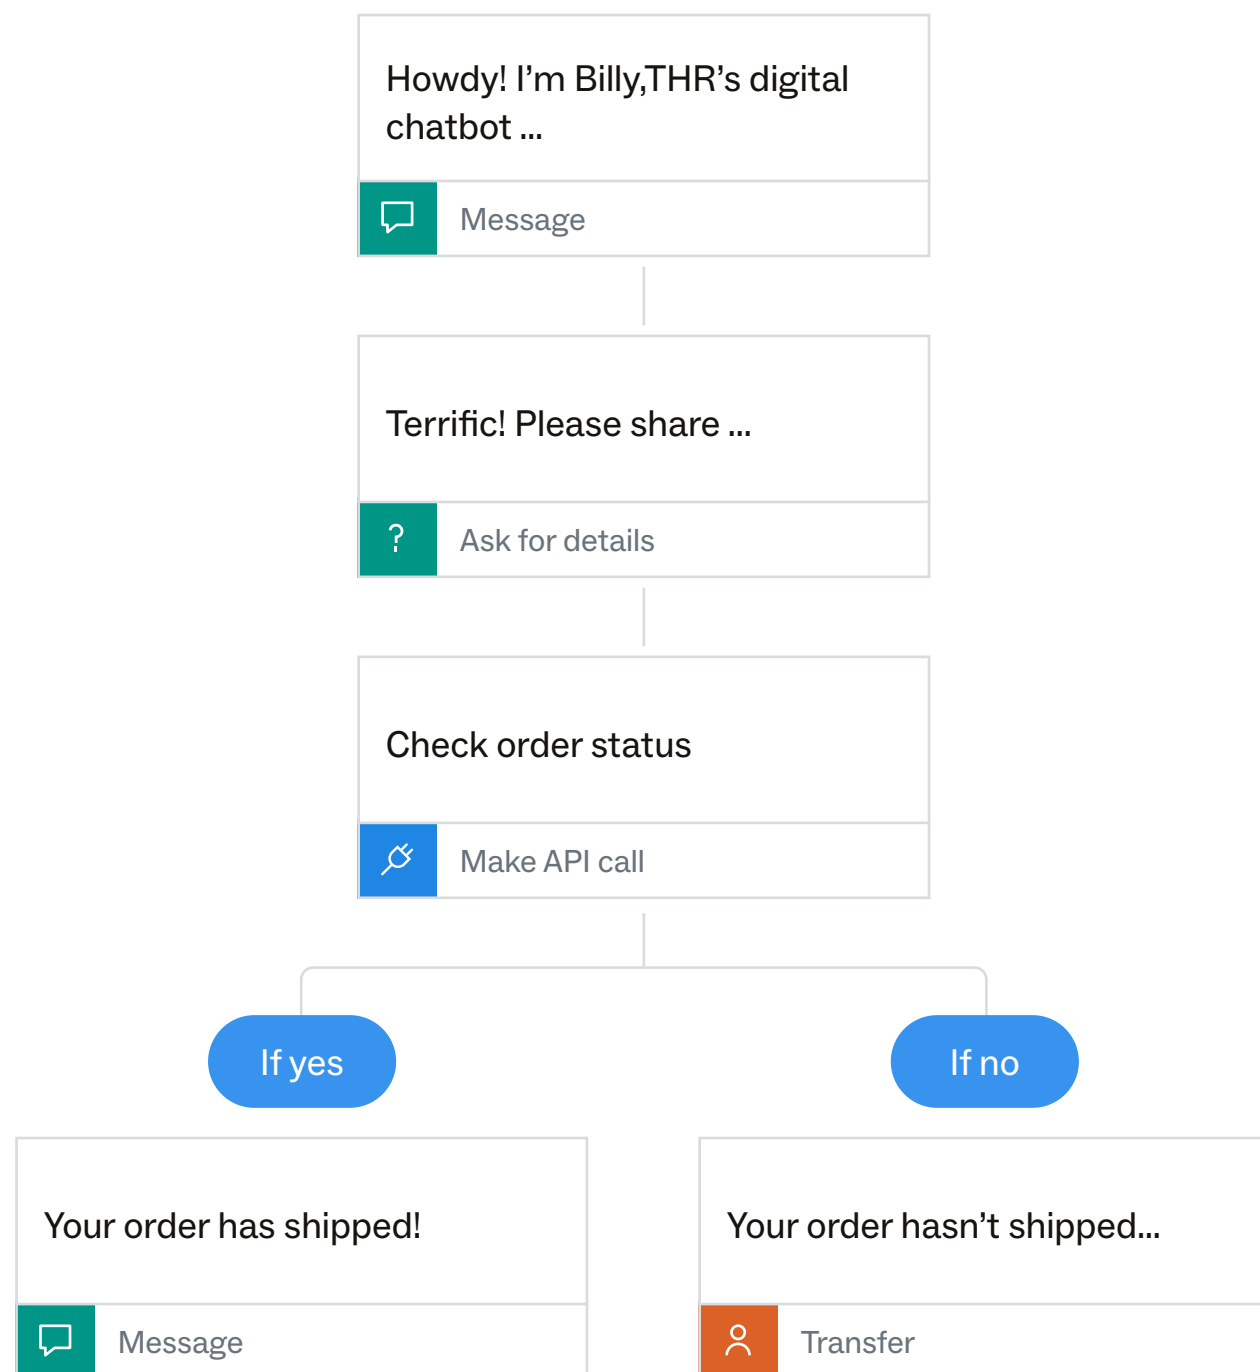 Howdy! I’m Billy,THR’s digital
chatbot ...
Message
Terrific! Please share ...
?
Ask for details
Check order status
Make API call
If yes
If no
Your order has shipped!
Message
Your order hasn’t shipped...
Transfer